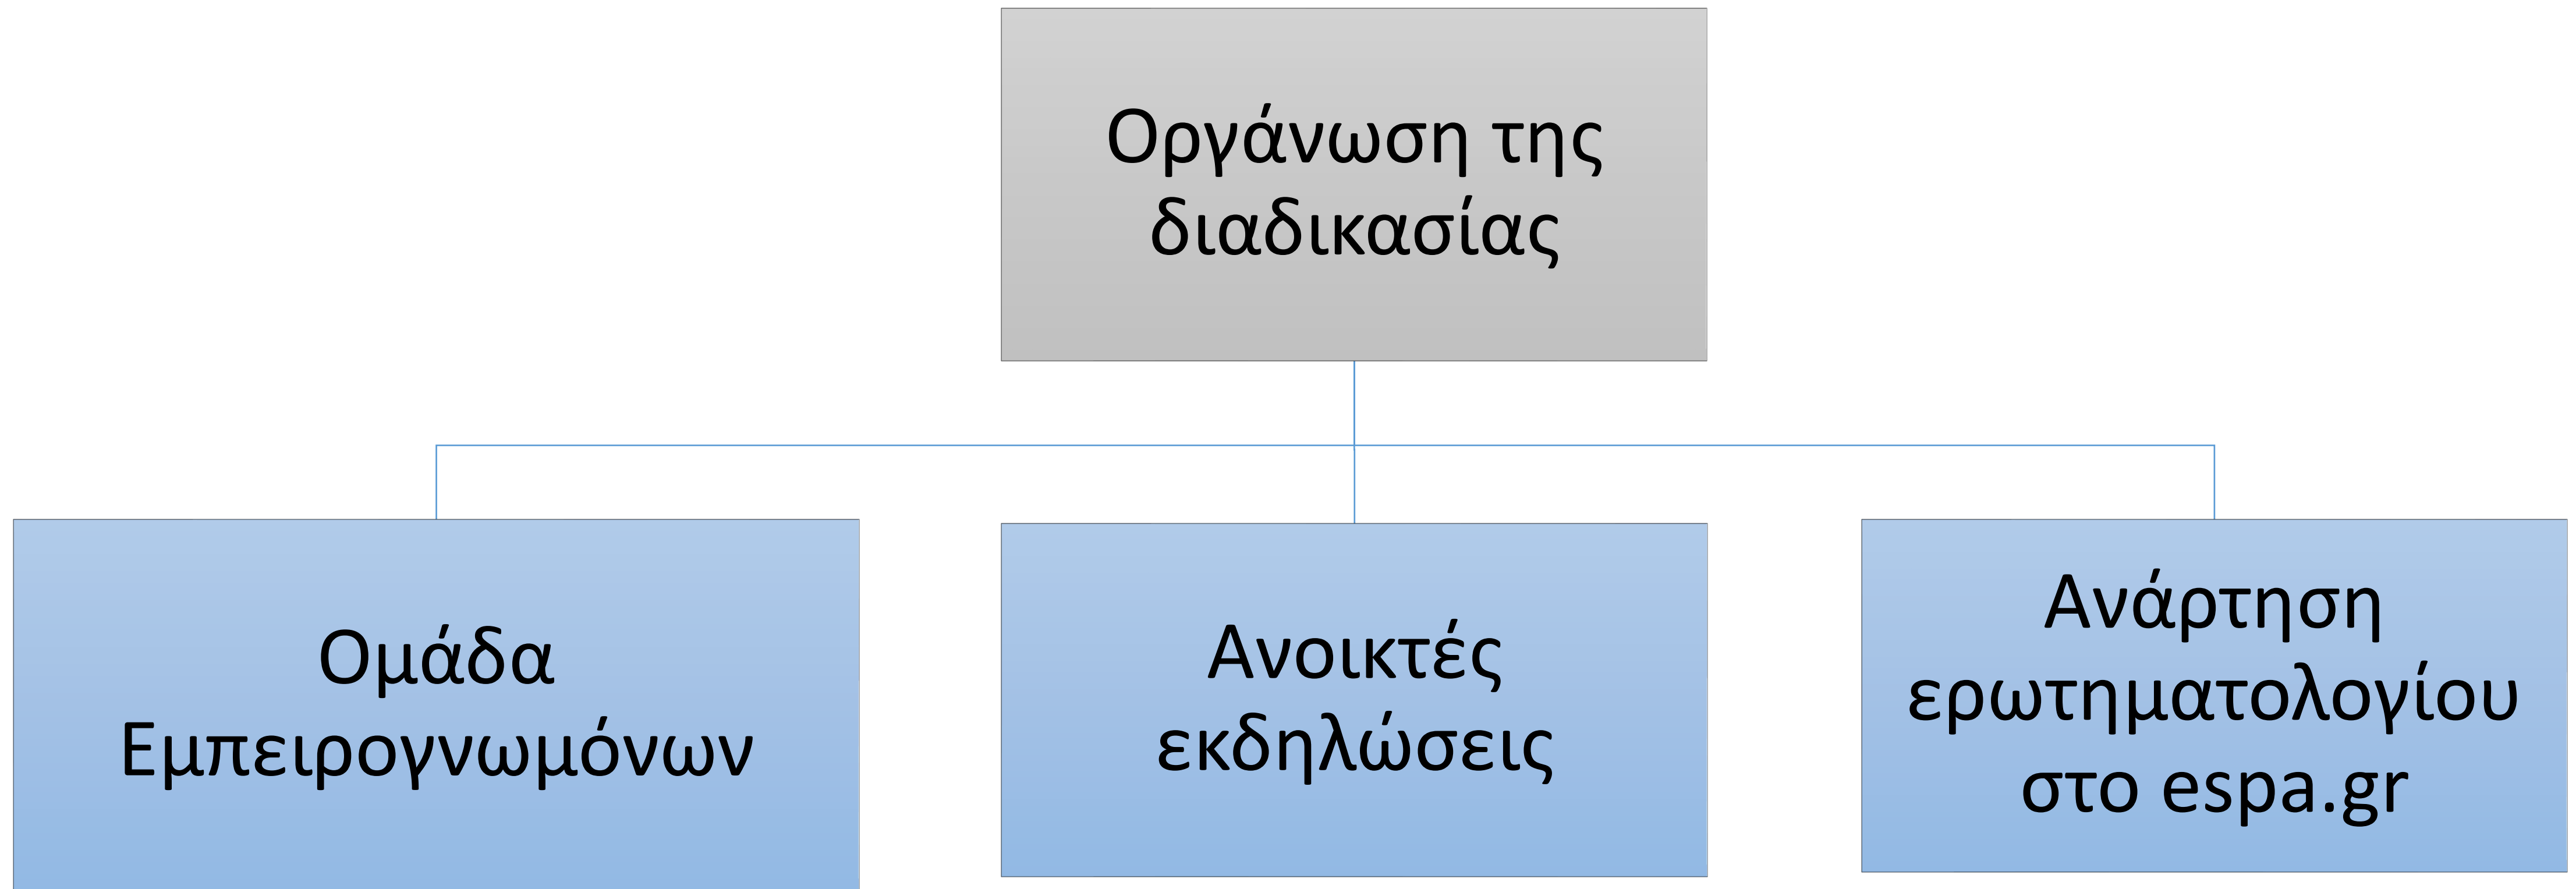 Οργάνωση της
διαδικασίας
Ομάδα
Εμπειρογνωμόνων
Ανοικτές
εκδηλώσεις
Ανάρτηση
ερωτηματολογίου
στο espa.gr